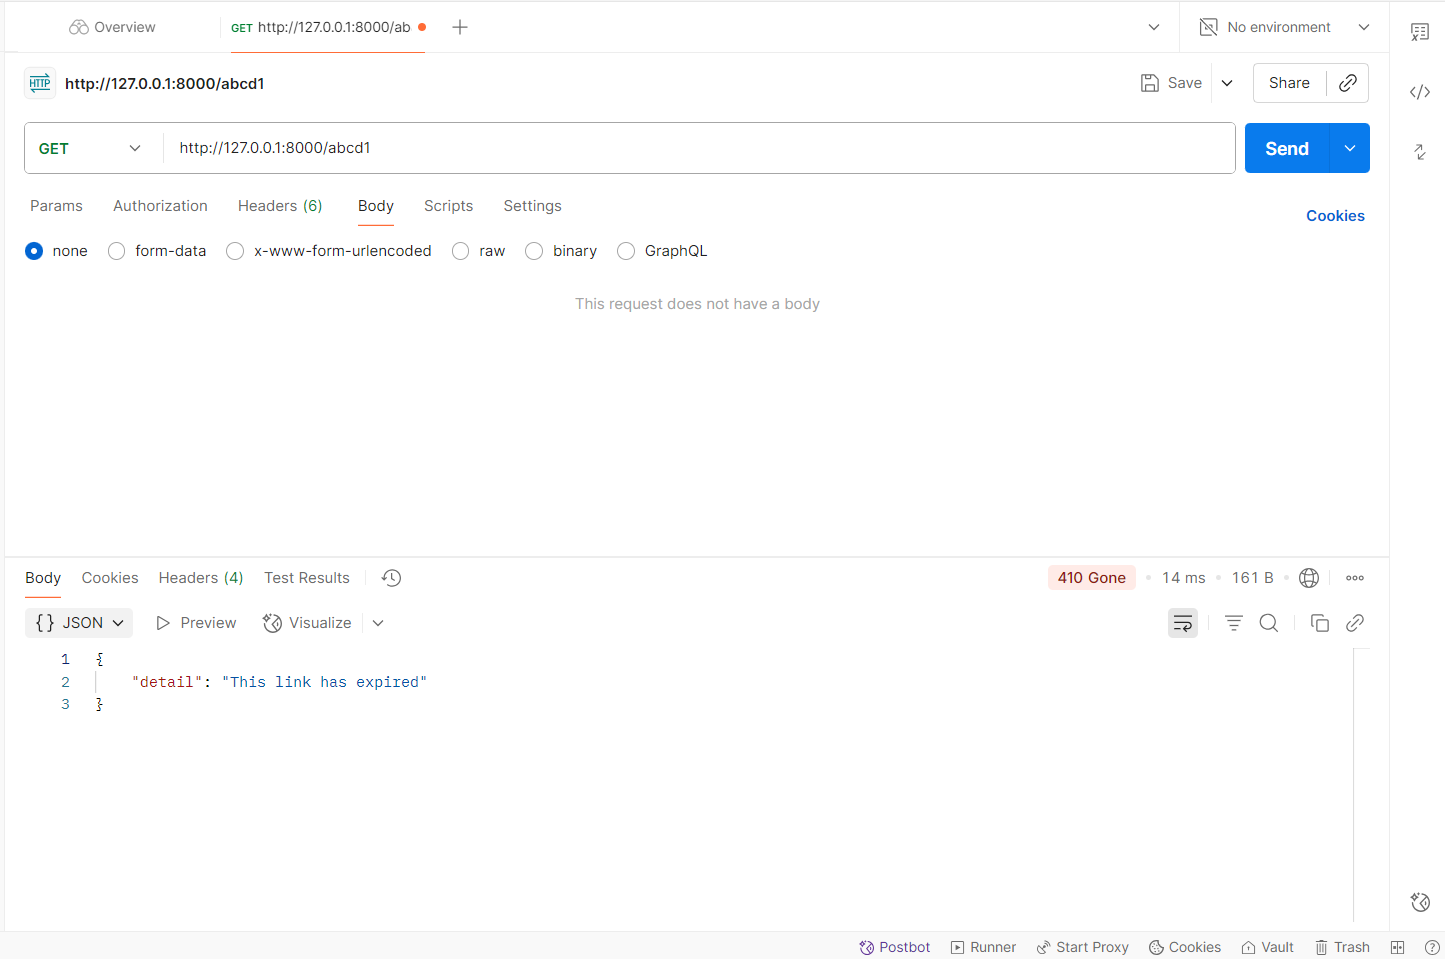 Overview
GET http://127.0.0.1:8000/ab
No environment
HTTP http://127.0.0.1:8000/abcd1
Save
Share
GET http://127.0.0.1:8000/abcd1
Send
Params Authorization Headers (6) Body Scripts Settings
Cookies
none form-data x-www-form-urlencoded raw binary GraphQL
This request does not have a body
Body Cookies Headers (4) Test Results
410 Gone 14 ms 161 B
{} JSON Preview Visualize
1 {
2 "detail": "This link has expired"
3 }
Postbot Runner Start Proxy Cookies Vault Trash